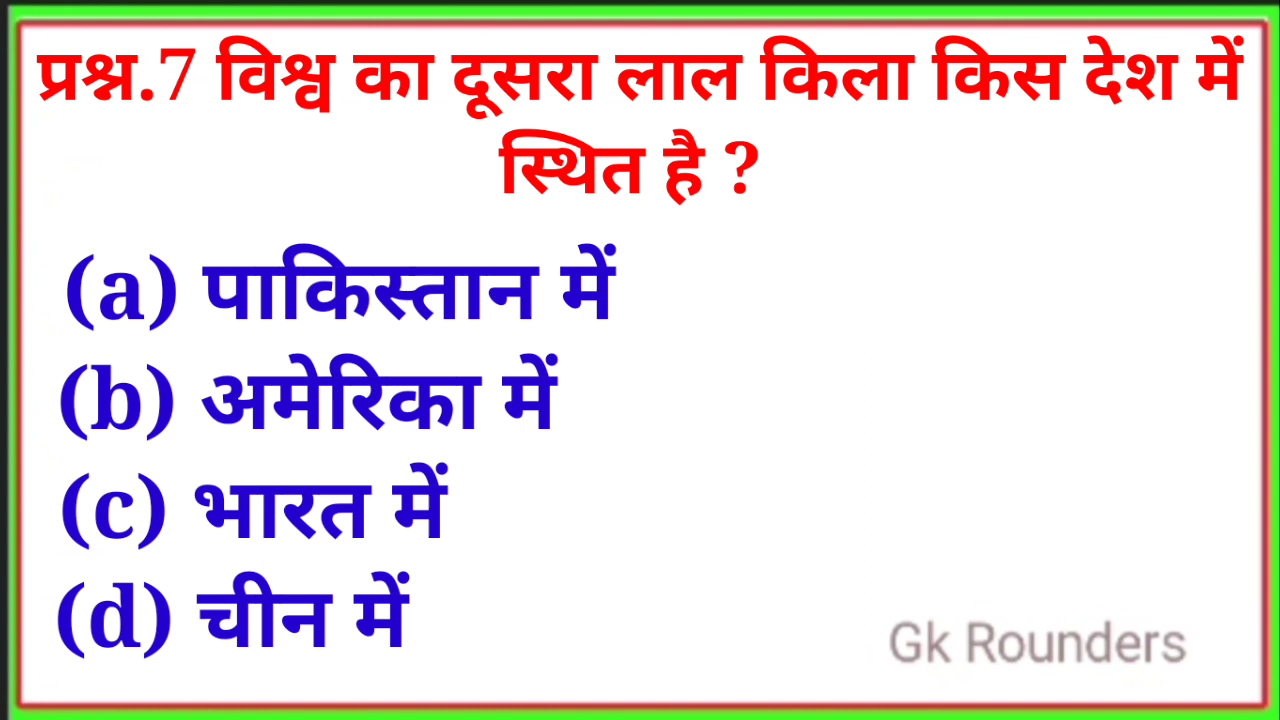 प्रश्न.7 विश्व का दूसरा लाल किला किस देश में
स्थित है ?
(a) पाकिस्तान में
(b) अमेरिका में
(c) भारत में
(d) चीन में
Gk Rounders